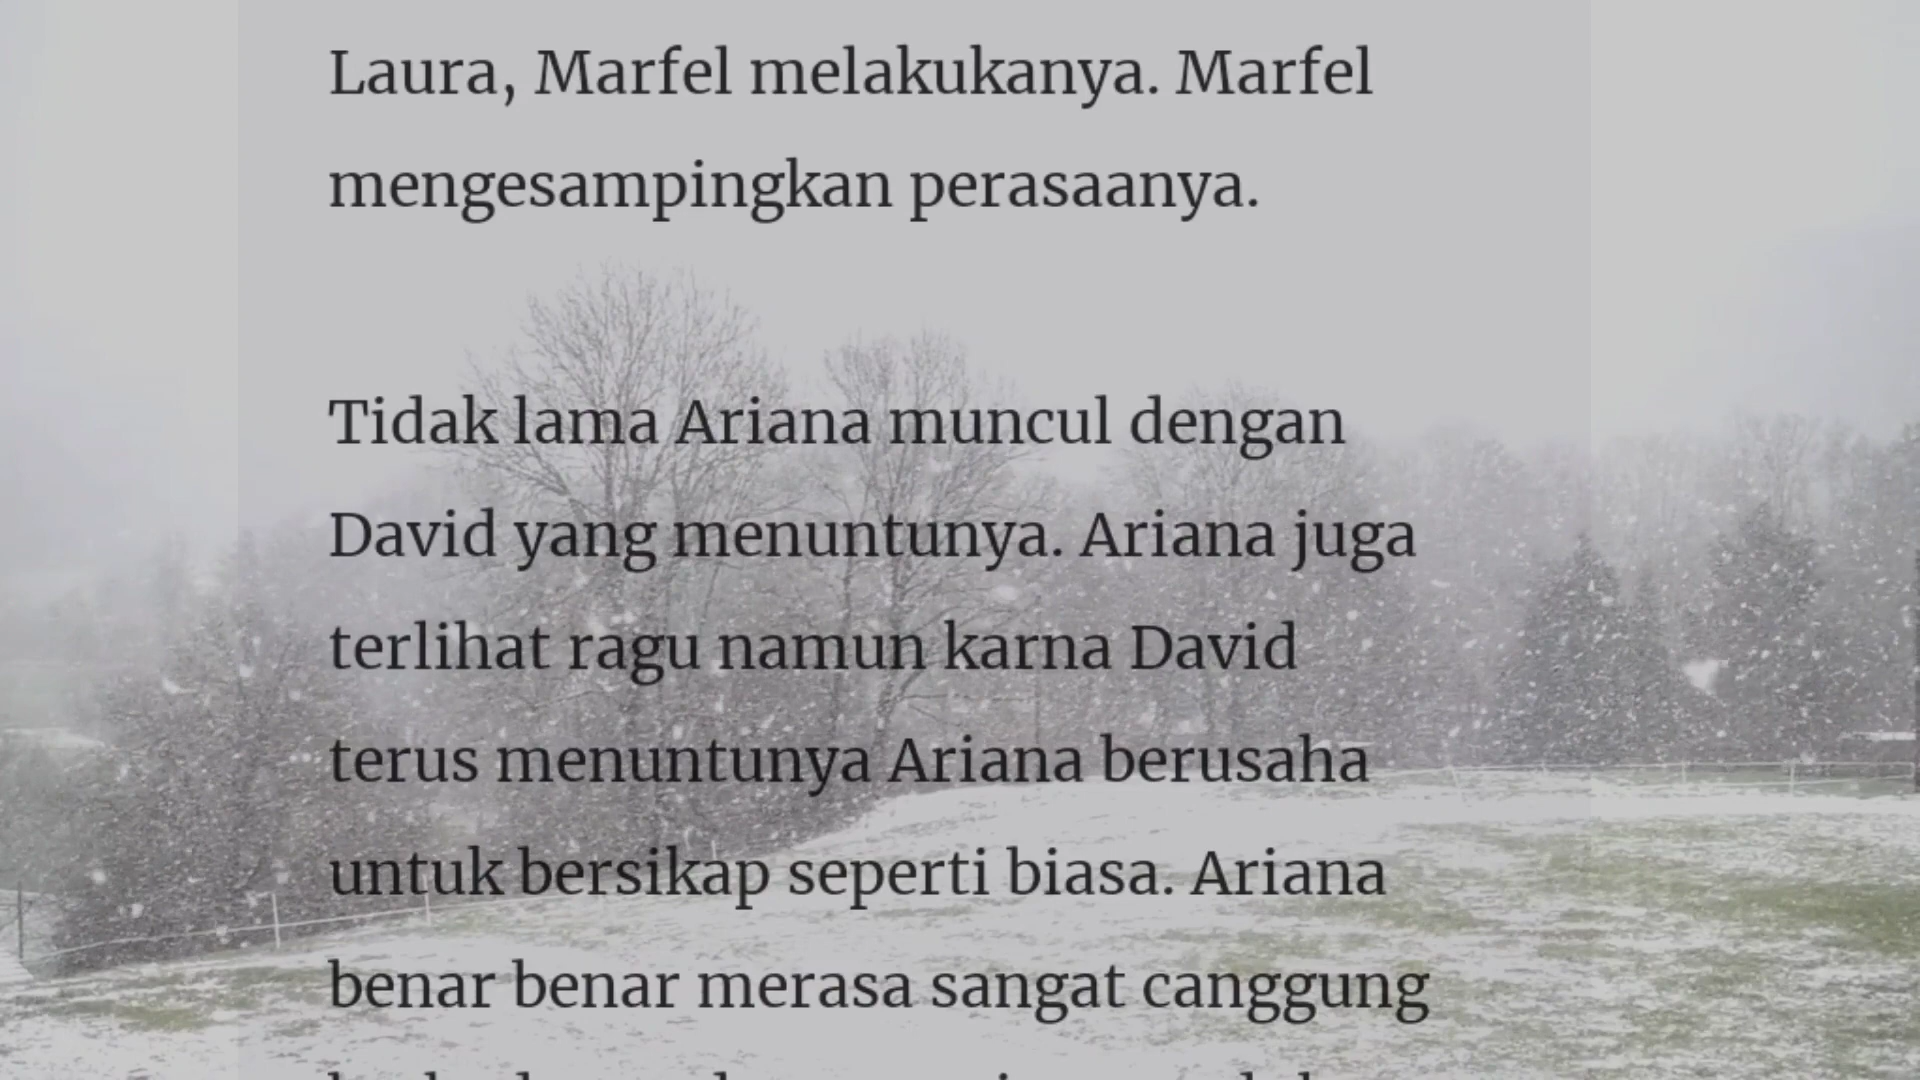 Laura, Marfel melakukanya. Marfel
mengesampingkan perasaanya.
Tidak lama Ariana muncul dengan
David yang menuntunya. Ariana juga
terlihat ragu namun karna David
terus menuntunya Ariana berusaha
untuk bersikap seperti biasa. Ariana
benar benar merasa sangat canggung